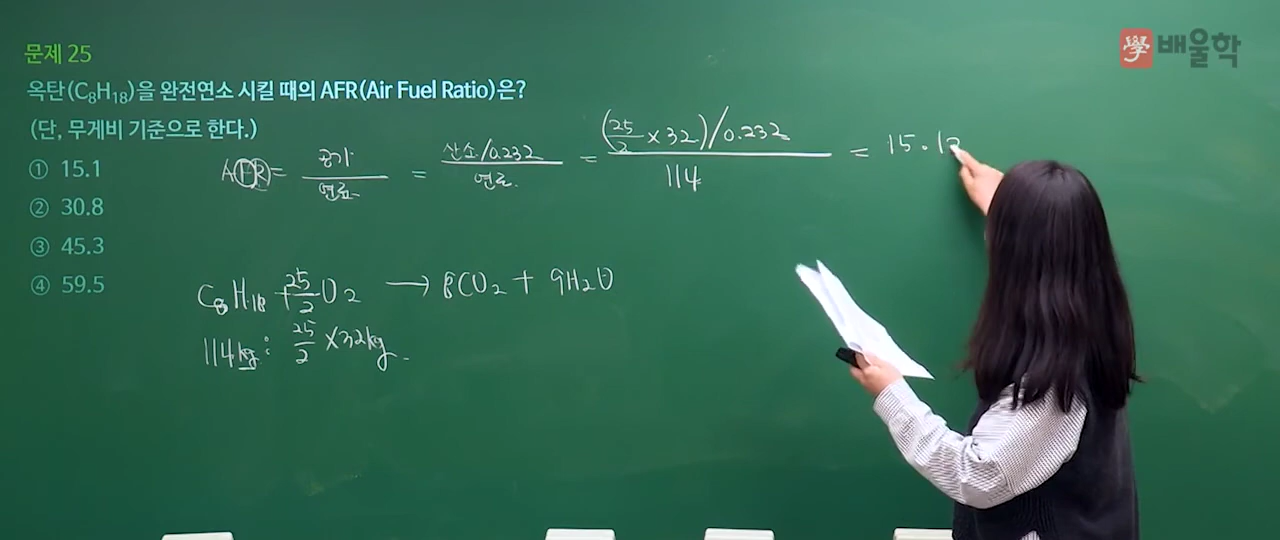 學 배울학
문제 25
옥탄(C₈H₁₈)을 완전연소 시킬 때의 AFR(Air Fuel Ratio)은?
(단, 무게비 기준으로 한다.)
① 15.1
② 30.8
③ 45.3
④ 59.5
AFR = 공기/연료 = (산소/0.232)/연료 = ((25/2 × 32)/0.232)/114 = 15.12
C₈H₁₈ + 25/2 O₂ → 8CO₂ + 9H₂O
114kg : 25/2 × 32kg